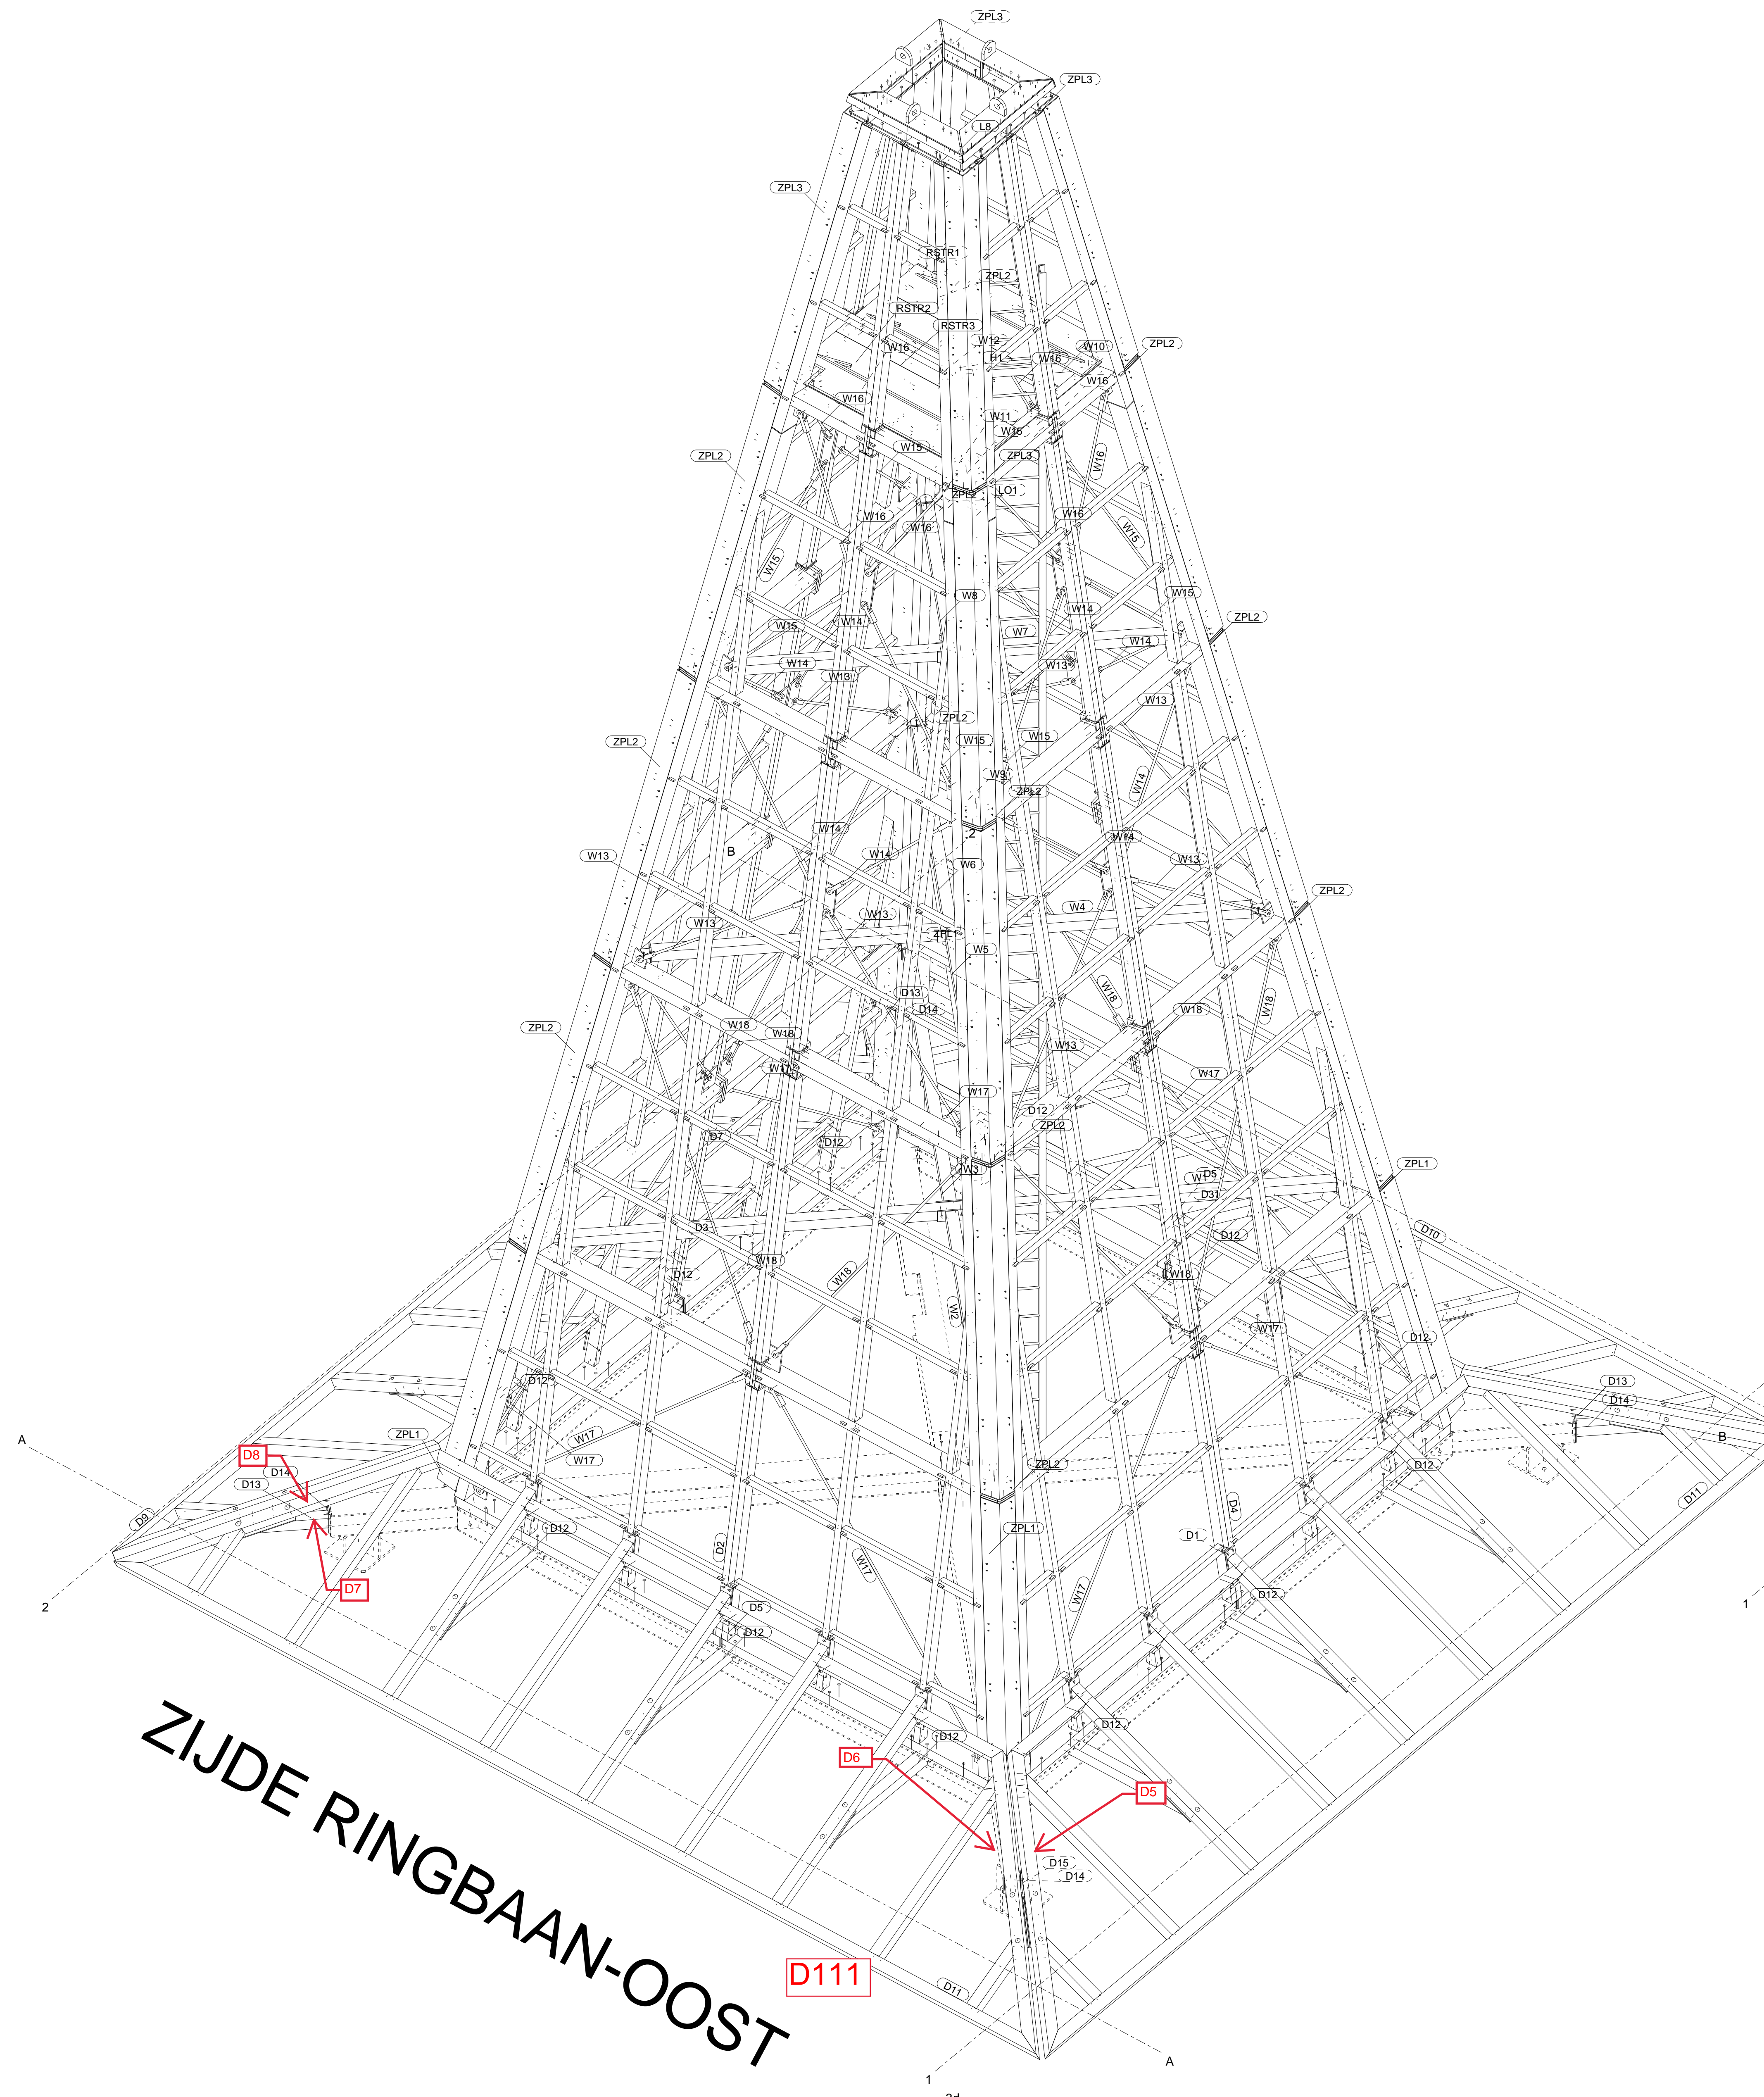 ZPL3
ZPL3
L8
ZPL3
RSTR1
ZPL2
RSTR2
RSTR3
W12
W16
H1
W16
W10
ZPL2
W16
W16
W11
W16
W15
ZPL3
W16
ZPL2
ZPL2
LO1
W16
W16
W16
W15
W15
W8
W14
W15
ZPL2
W15
W14
W7
W14
W14
W13
W13
W13
ZPL2
ZPL2
W15
W15
W9
W14
ZPL2
W14
2
W14
B
W14
W13
W13
W6
ZPL2
W4
W13
W13
ZPL1
W5
D13
D14
W18
W18
W18
ZPL2
W18
W18
W13
W17
W17
W17
D12
ZPL2
D7
D12
W3
D5
W1
D31
ZPL1
D3
D12
D10
W18
W18
D12
W18
W2
W17
D12
D12
D13
D14
A
ZPL1
W17
W17
B
D8
D14
D13
ZPL2
D12
D11
D9
D12
D2
ZPL1
D4
D1
W17
D7
W17
D12
2
D5
D12
1
D12
D12
D6
D5
D15
D14
ZIJDE RINGBAAN-OOST
D111
D11
A
1